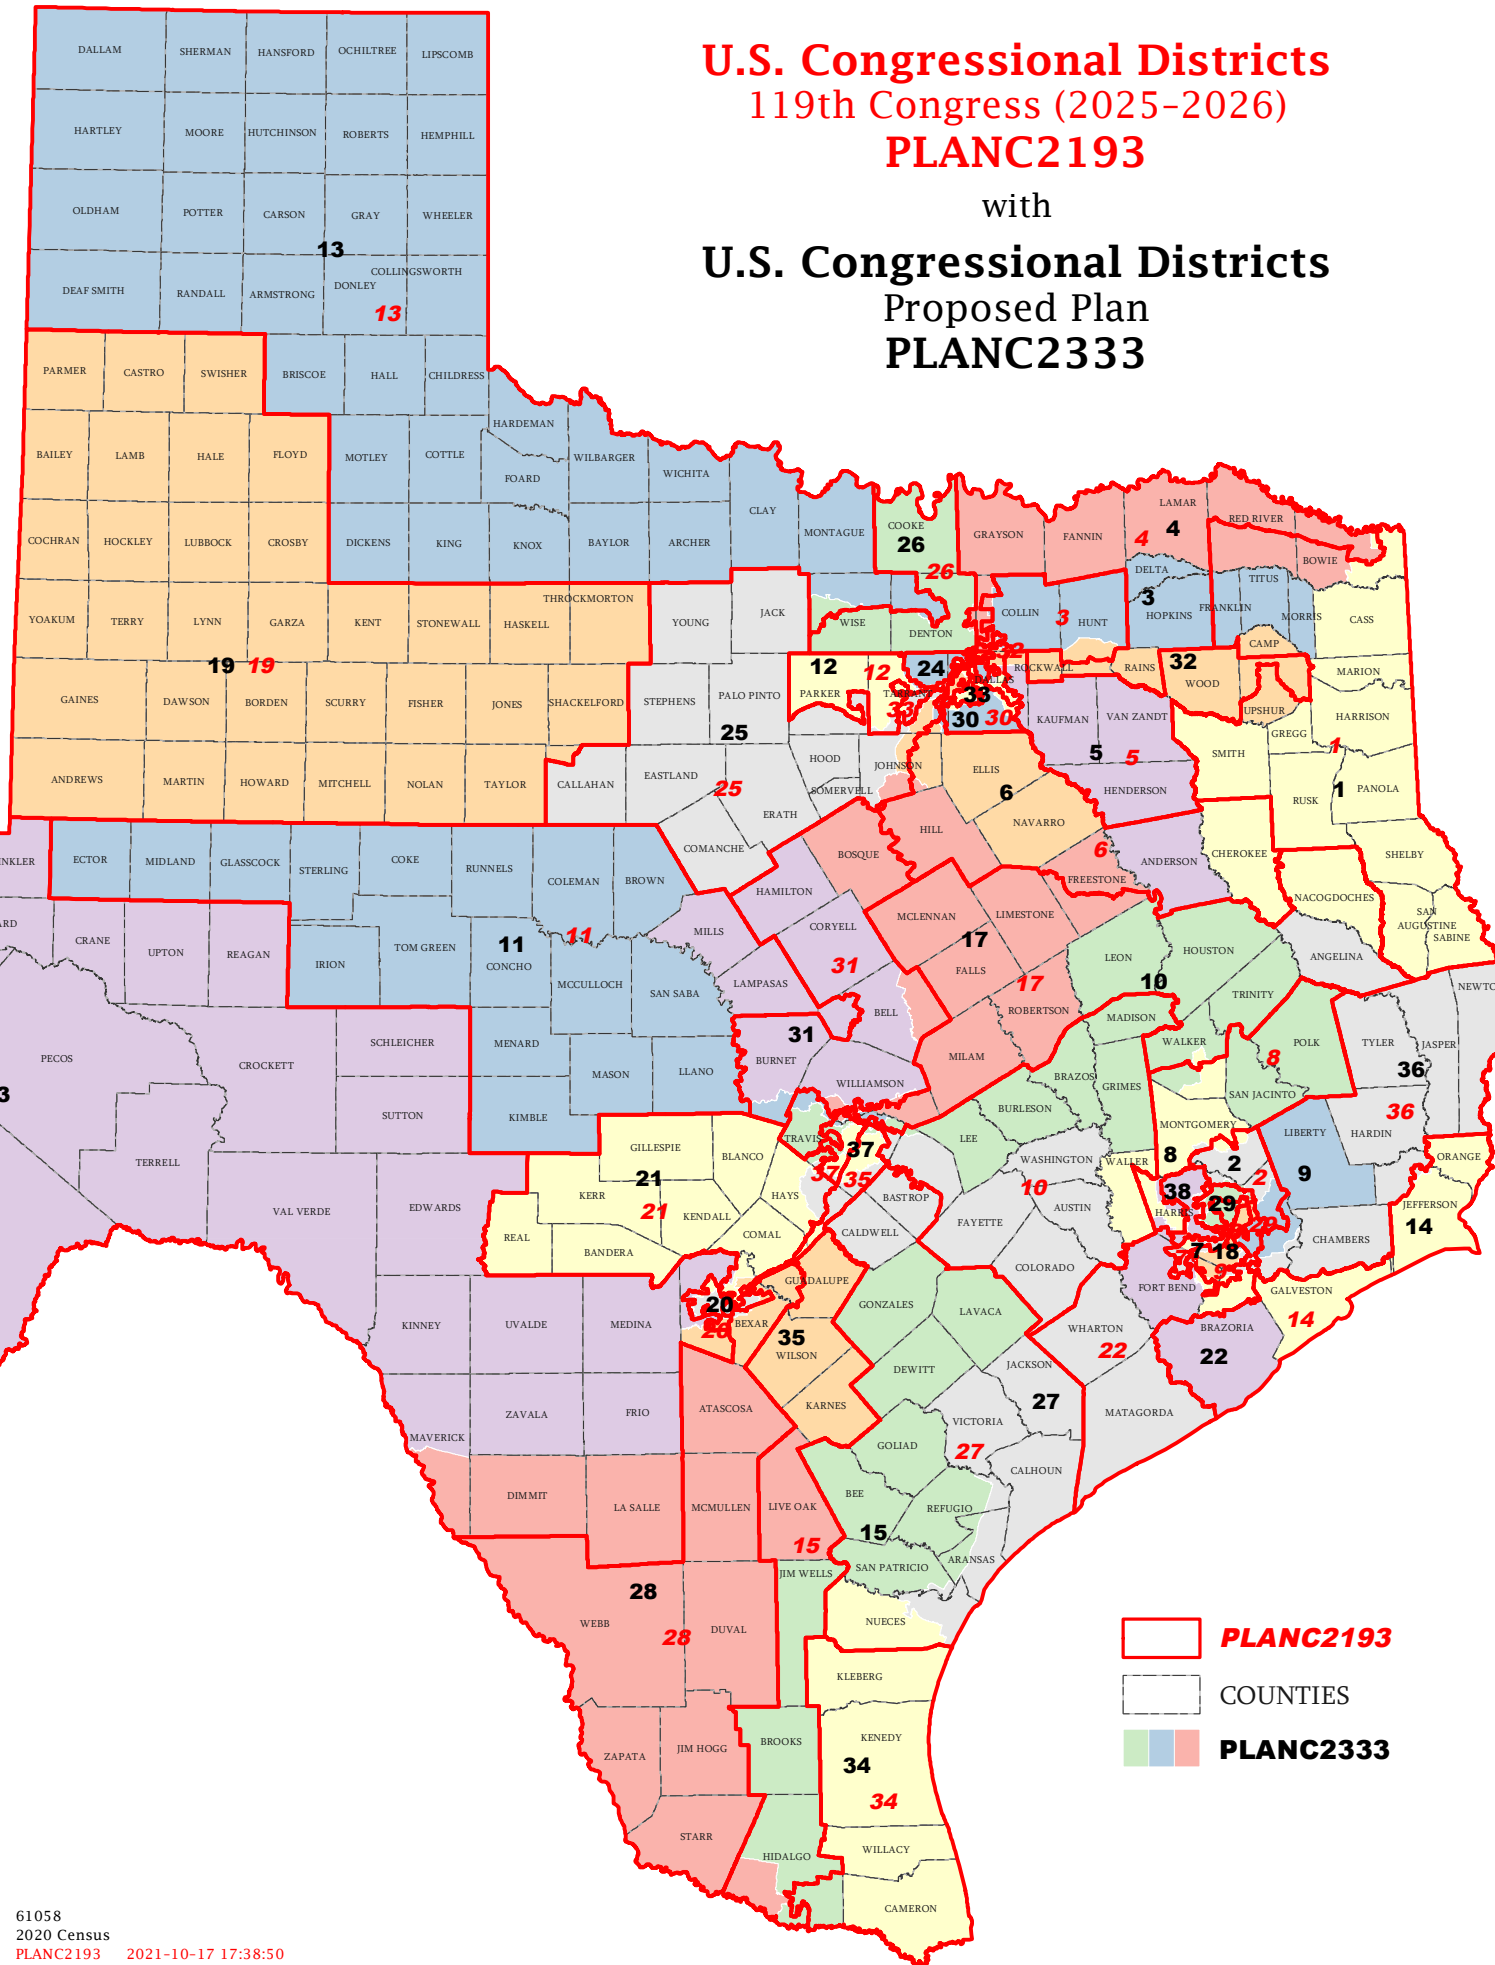 U.S. Congressional Districts
119th Congress (2025–2026)
PLANC2193
with
U.S. Congressional Districts
Proposed Plan
PLANC2333
DALLAM SHERMAN HANSFORD OCHILTREE LIPSCOMB
HARTLEY MOORE HUTCHINSON ROBERTS HEMPHILL
OLDHAM POTTER CARSON GRAY WHEELER
13
COLLINGSWORTH
DEAF SMITH RANDALL ARMSTRONG DONLEY
13
PARMER CASTRO SWISHER BRISCOE HALL CHILDRESS
HARDEMAN
BAILEY LAMB HALE FLOYD MOTLEY COTTLE FOARD WILBARGER WICHITA
CLAY MONTAGUE COOKE GRAYSON FANNIN LAMAR RED RIVER
26 4 4
COCHRAN HOCKLEY LUBBOCK CROSBY DICKENS KING KNOX BAYLOR ARCHER
BOWIE
26 DELTA TITUS
3
THROCKMORTON
YOAKUM TERRY LYNN GARZA KENT STONEWALL HASKELL YOUNG JACK WISE DENTON COLLIN 3 HUNT HOPKINS FRANKLIN MORRIS CASS
CAMP
19 19 12 12 24 32 ROCKWALL RAINS 32 WOOD MARION
GAINES DAWSON BORDEN SCURRY FISHER JONES SHACKELFORD STEPHENS PALO PINTO PARKER TARRANT DALLAS
33 33 30 30 KAUFMAN VAN ZANDT UPSHUR HARRISON
25 GREGG
5 5 SMITH 1
ANDREWS MARTIN HOWARD MITCHELL NOLAN TAYLOR CALLAHAN EASTLAND HOOD JOHNSON ELLIS
25 SOMERVELL 6 HENDERSON RUSK 1 PANOLA
ERATH NAVARRO
HILL
COMANCHE BOSQUE 6 ANDERSON CHEROKEE SHELBY
NKLER ECTOR MIDLAND GLASSCOCK STERLING COKE RUNNELS COLEMAN BROWN
FREESTONE
HAMILTON NACOGDOCHES
ARD CRANE UPTON REAGAN IRION TOM GREEN 11 CONCHO 11 MILLS CORYELL MCLENNAN LIMESTONE
SAN AUGUSTINE SABINE
17 LEON HOUSTON ANGELINA
31 FALLS
MCCULLOCH SAN SABA LAMPASAS 17 10 TRINITY NEWTO
BELL ROBERTSON MADISON
PECOS CROCKETT SCHLEICHER MENARD 31 BURNET MILAM WALKER 8 POLK TYLER JASPER
MASON LLANO WILLIAMSON BRAZOS GRIMES 36
3
SUTTON KIMBLE BURLESON SAN JACINTO 36
TERRELL GILLESPIE TRAVIS 37 LEE MONTGOMERY LIBERTY HARDIN
BLANCO WASHINGTON WALLER 8 2 9 ORANGE
21 37 35
KERR HAYS BASTROP 10 38 2
VAL VERDE EDWARDS 21 KENDALL FAYETTE AUSTIN HARRIS 29 29 JEFFERSON
REAL COMAL CALDWELL 14
BANDERA COLORADO 7 18 CHAMBERS
9
GUADALUPE FORT BEND GALVESTON
20 GONZALES LAVACA 14
KINNEY UVALDE MEDINA 20 BEXAR 35 WHARTON BRAZORIA
WILSON 22 22
DEWITT JACKSON
ZAVALA FRIO ATASCOSA KARNES 27 MATAGORDA
VICTORIA
MAVERICK GOLIAD 27
CALHOUN
DIMMIT LA SALLE MCMULLEN LIVE OAK BEE REFUGIO
15 15
ARANSAS
JIM WELLS SAN PATRICIO
28
WEBB 28 DUVAL NUECES
KLEBERG
ZAPATA JIM HOGG BROOKS KENEDY
34
34
STARR HIDALGO WILLACY
CAMERON
PLANC2193
COUNTIES
PLANC2333
61058
2020 Census
PLANC2193 2021-10-17 17:38:50